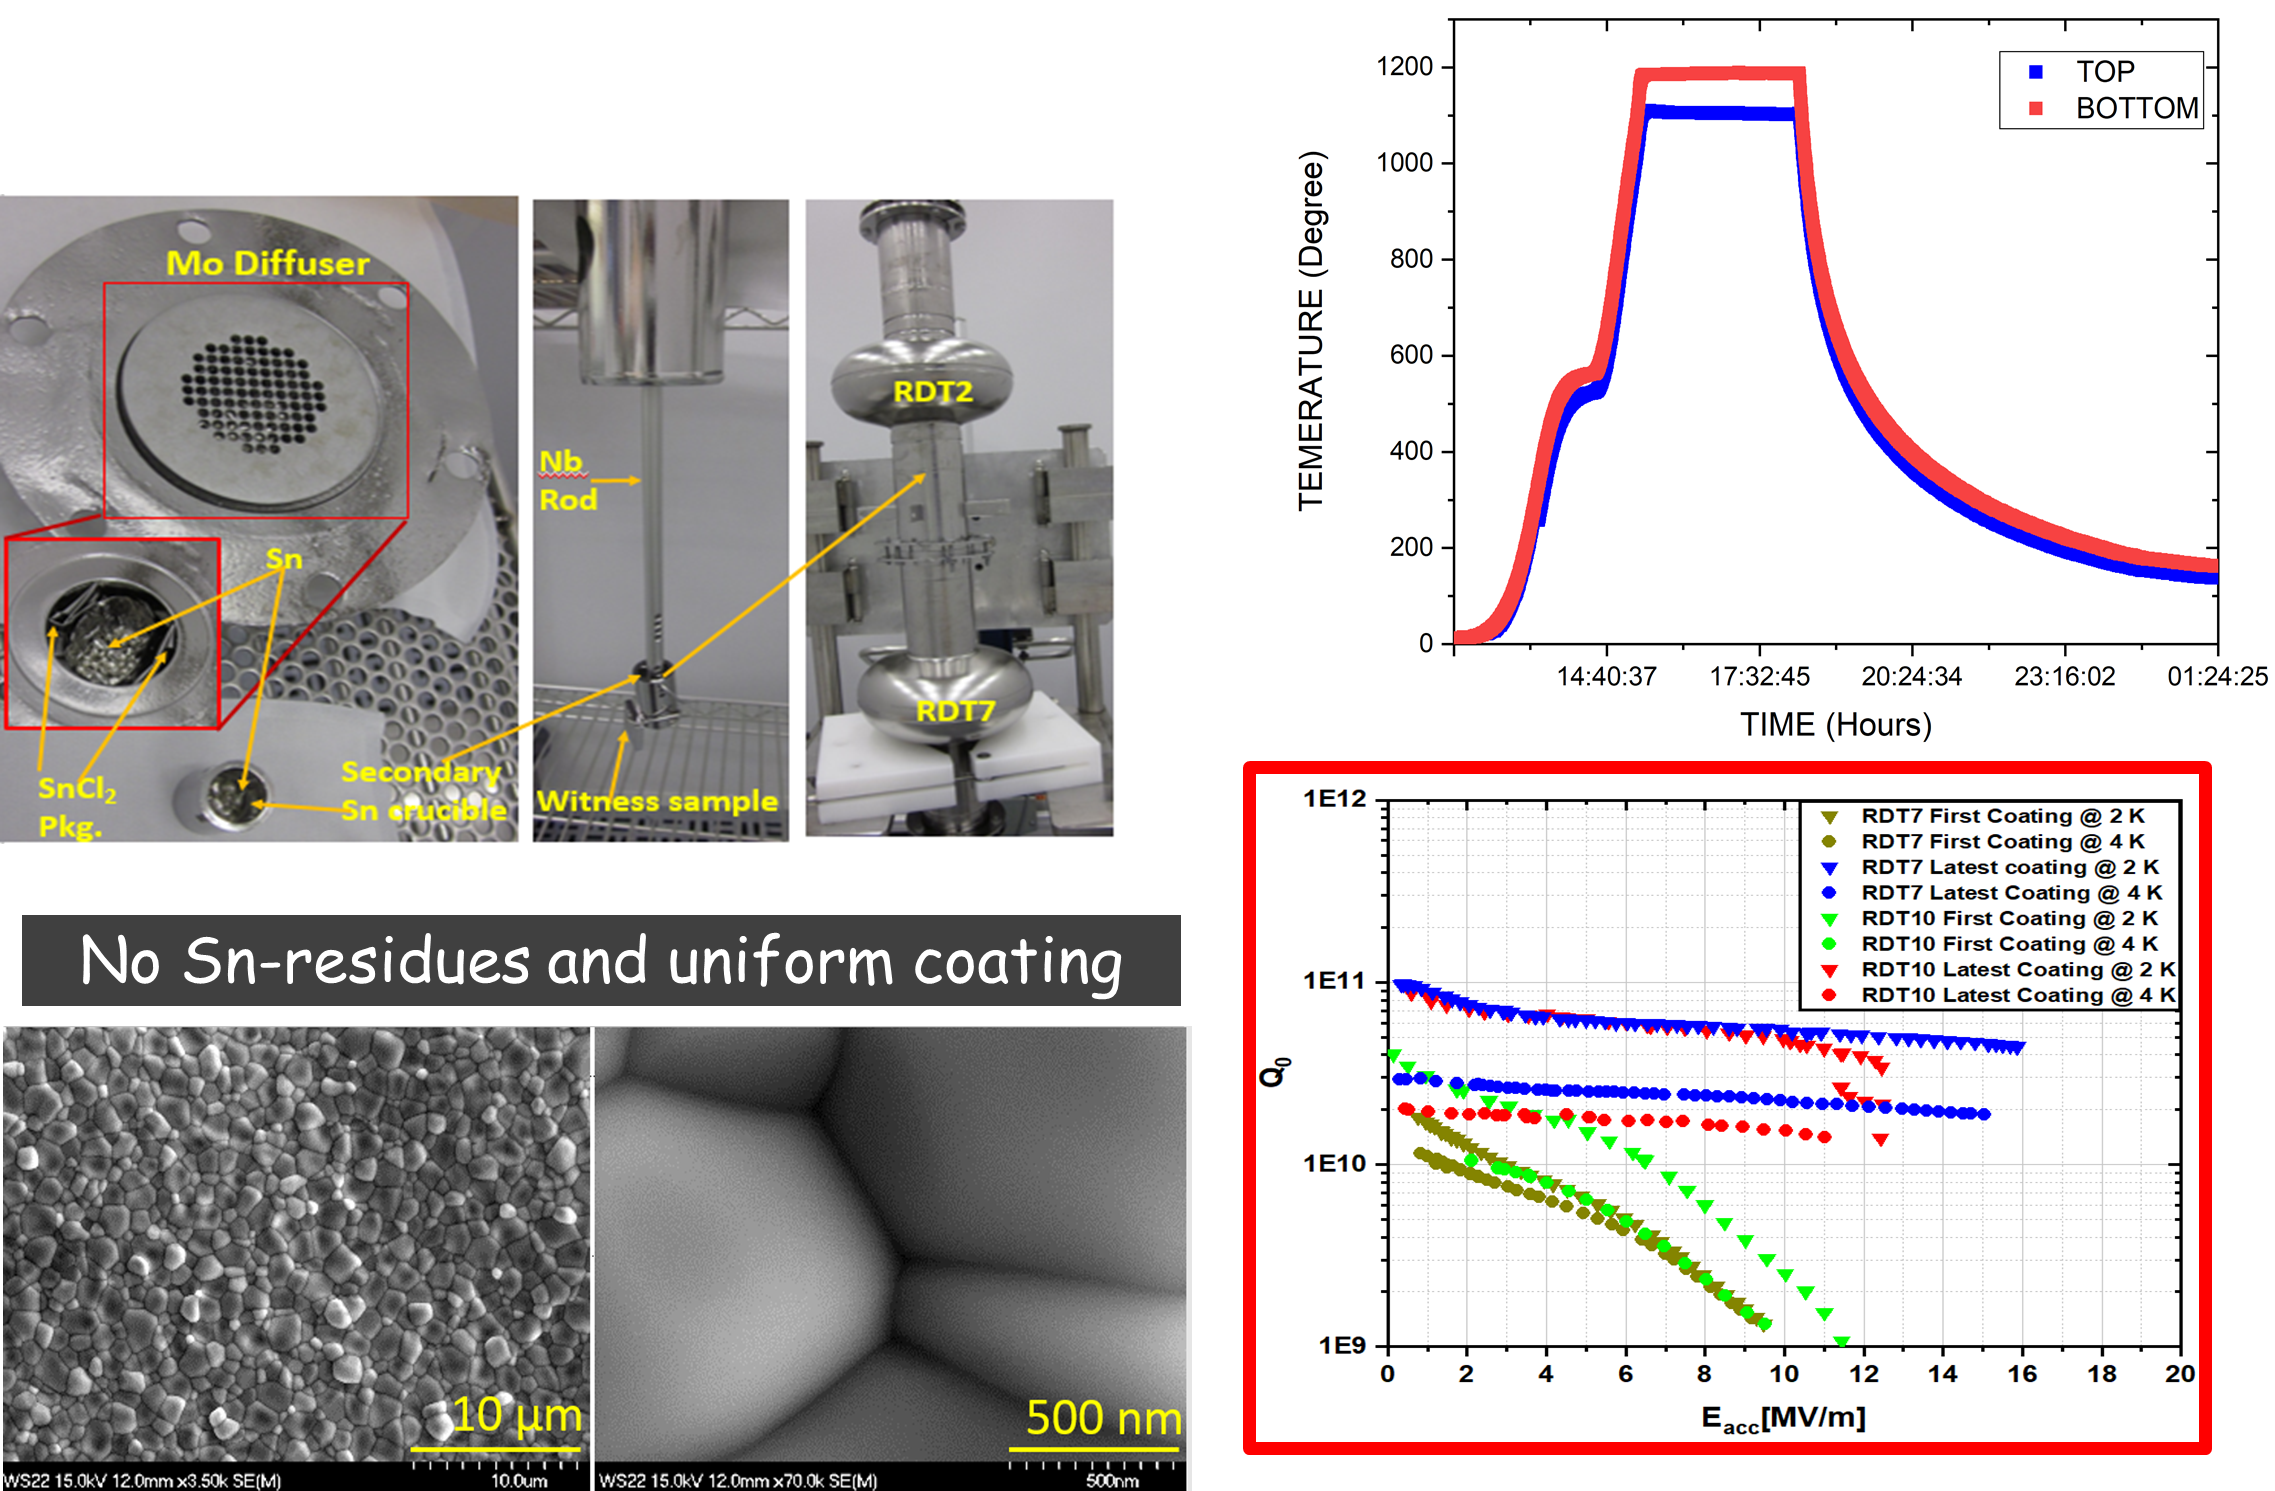 Mo Diffuser
Sn
SnCl₂
Pkg.
Secondary
Sn crucible
Nb
Rod
Witness sample
RDT2
RDT7
No Sn-residues and uniform coating
10 µm
WS22 15.0kV 12.0mm x3.50k SE(M)
10.0um
500 nm
WS22 15.0kV 12.0mm x70.0k SE(M)
500nm
TOP
BOTTOM
TEMERATURE (Degree)
1200
1000
800
600
400
200
0
14:40:37 17:32:45 20:24:34 23:16:02 01:24:25
TIME (Hours)
RDT7 First Coating @ 2 K
RDT7 First Coating @ 4 K
RDT7 Latest coating @ 2 K
RDT7 Latest Coating @ 4 K
RDT10 First Coating @ 2 K
RDT10 First Coating @ 4 K
RDT10 Latest Coating @ 2 K
RDT10 Latest Coating @ 4 K
Q₀
1E12
1E11
1E10
1E9
0 2 4 6 8 10 12 14 16 18 20
Eacc[MV/m]